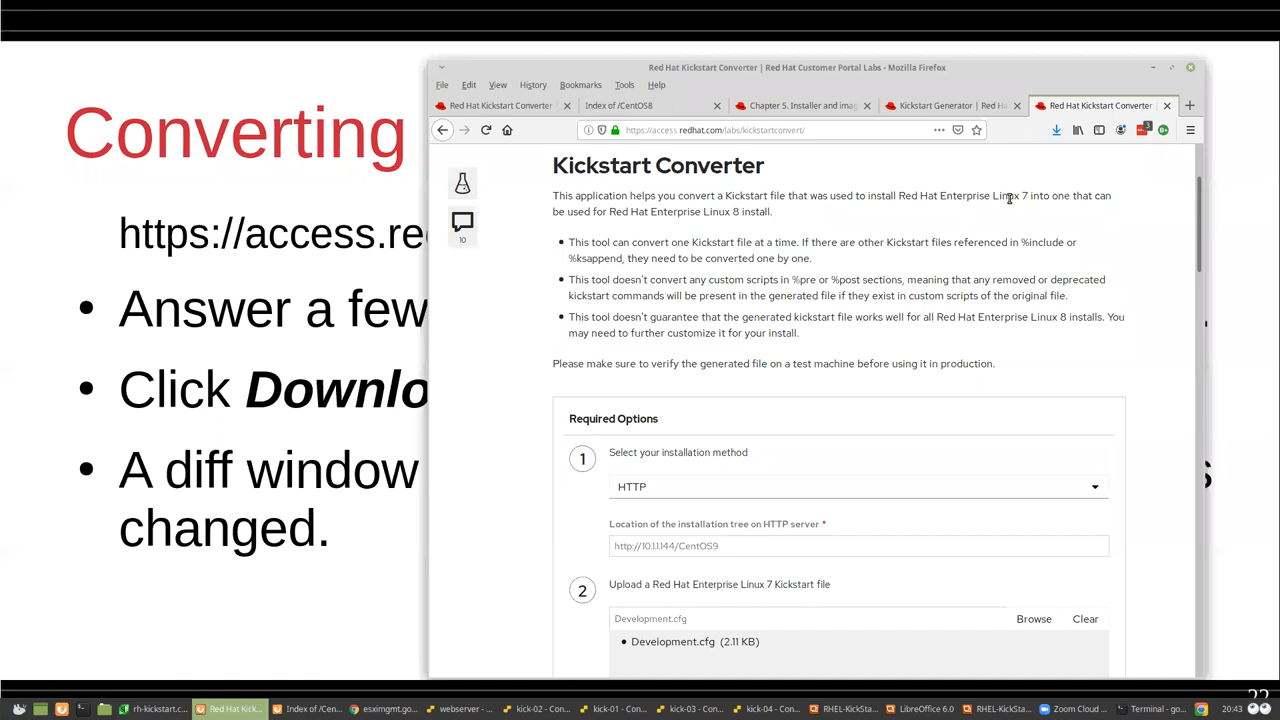 Converting
https://access.re
Answer a few
Click Downlo
A diff window
changed.
s
22
Red Hat Kickstart Converter | Red Hat Customer Portal Labs - Mozilla Firefox
File Edit View History Bookmarks Tools Help
Red Hat Kickstart Converter
Index of /CentOS8
Chapter 5. Installer and imag
Kickstart Generator | Red Ha
Red Hat Kickstart Converter
https://access.redhat.com/labs/kickstartconvert/
10
Kickstart Converter
This application helps you convert a Kickstart file that was used to install Red Hat Enterprise Linux 7 into one that can
be used for Red Hat Enterprise Linux 8 install.
This tool can convert one Kickstart file at a time. If there are other Kickstart files referenced in %include or
%ksappend, they need to be converted one by one.
This tool doesn't convert any custom scripts in %pre or %post sections, meaning that any removed or deprecated
kickstart commands will be present in the generated file if they exist in custom scripts of the original file.
This tool doesn't guarantee that the generated kickstart file works well for all Red Hat Enterprise Linux 8 installs. You
may need to further customize it for your install.
Please make sure to verify the generated file on a test machine before using it in production.
Required Options
1 Select your installation method
HTTP
Location of the installation tree on HTTP server *
http://10.1.1.144/CentOS9
2 Upload a Red Hat Enterprise Linux 7 Kickstart file
Development.cfg Browse Clear
Development.cfg (2.11 KB)
rh-kickstart.c... Red Hat Kick... Index of /Cen... esximgmt.go... webserver - ... kick-02 - Con... kick-01 - Con... kick-03 - Con... kick-04 - Con... RHEL-KickSta... LibreOffice 6.0 RHEL-KickSta... Zoom Cloud ... Terminal - go... 20:43